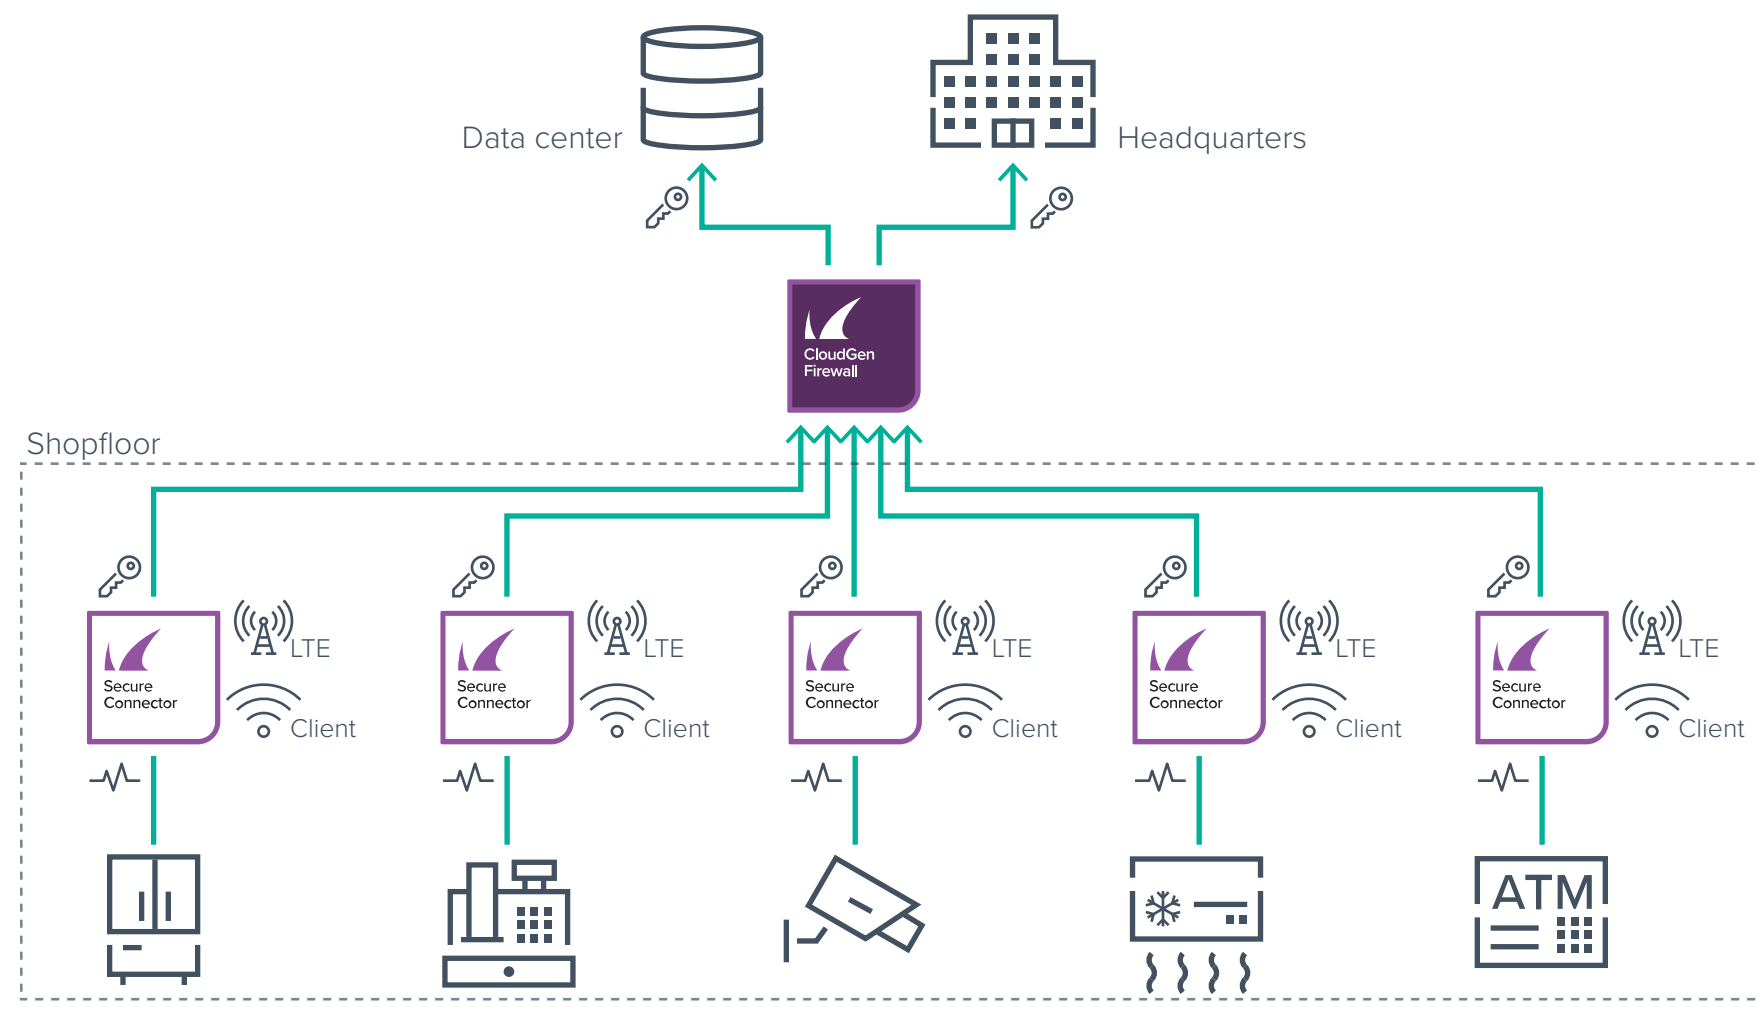 Data center
Headquarters
CloudGen
Firewall
Shopfloor
LTE
Secure
Connector
Client
LTE
Secure
Connector
Client
LTE
Secure
Connector
Client
LTE
Secure
Connector
Client
LTE
Secure
Connector
Client
ATM